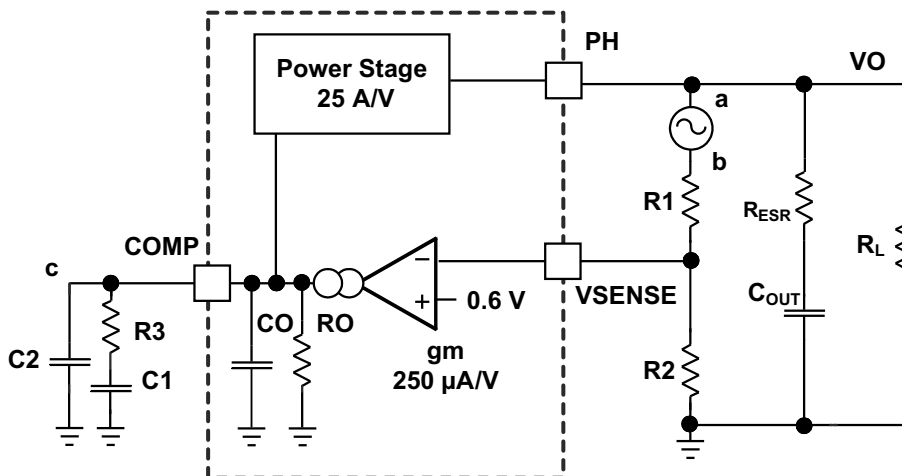 PH
VO
Power Stage
25 A/V
a
b
R1
RESR
RL
COMP
c
VSENSE
−
+
0.6 V
COUT
R3
CO
RO
gm
250 µA/V
C2
C1
R2